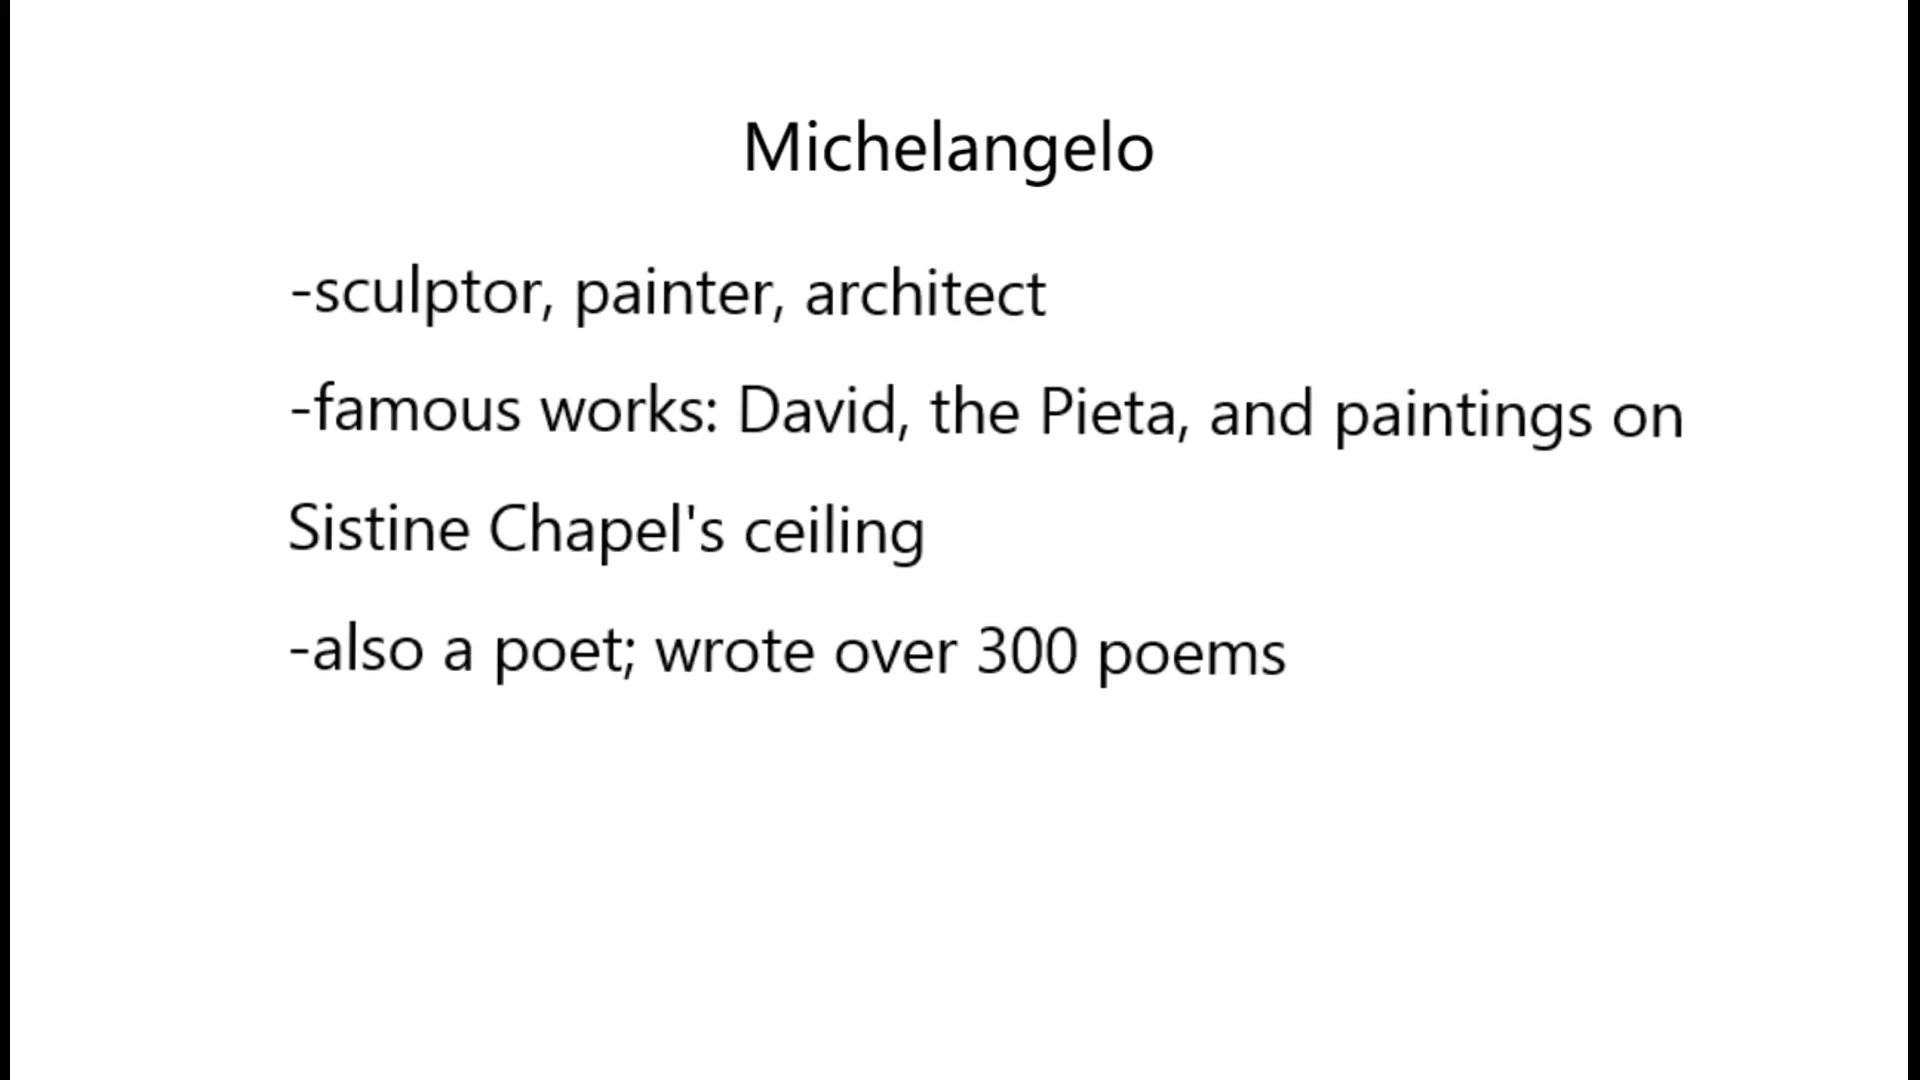 Michelangelo
-sculptor, painter, architect
-famous works: David, the Pieta, and paintings on
Sistine Chapel's ceiling
-also a poet; wrote over 300 poems